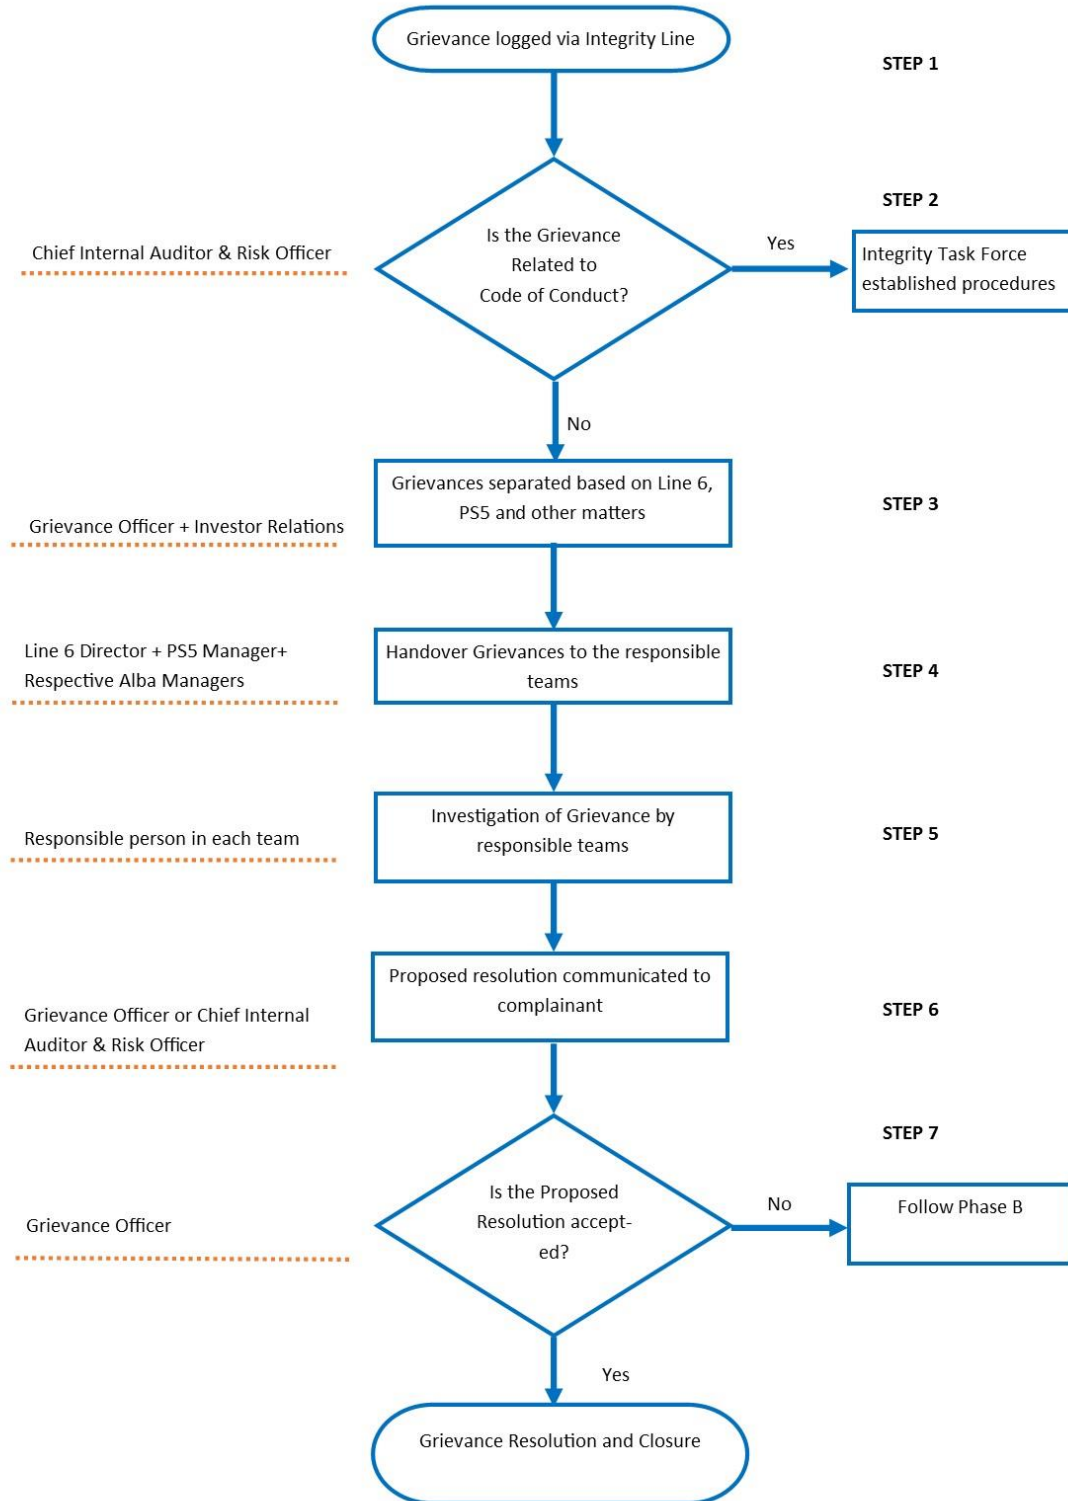 Grievance logged via Integrity Line
STEP 1
STEP 2
Chief Internal Auditor & Risk Officer
Is the Grievance
Related to
Code of Conduct?
Yes
Integrity Task Force
established procedures
No
Grievances separated based on Line 6,
PS5 and other matters
STEP 3
Grievance Officer + Investor Relations
Line 6 Director + PS5 Manager+
Respective Alba Managers
Handover Grievances to the responsible
teams
STEP 4
Responsible person in each team
Investigation of Grievance by
responsible teams
STEP 5
Proposed resolution communicated to
complainant
STEP 6
Grievance Officer or Chief Internal
Auditor & Risk Officer
STEP 7
Grievance Officer
Is the Proposed
Resolution accept-
ed?
No
Follow Phase B
Yes
Grievance Resolution and Closure